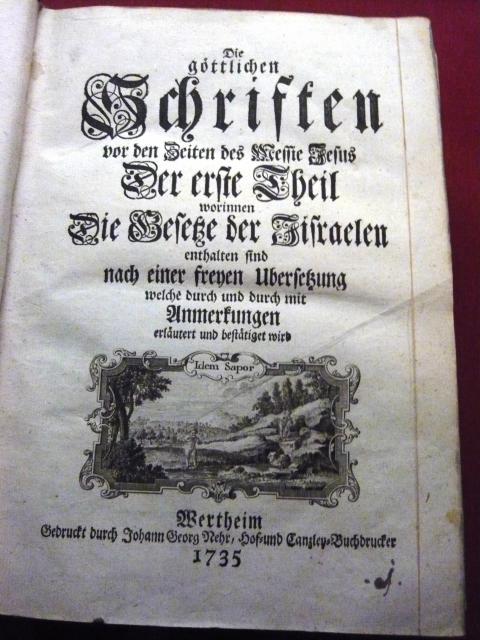 Die
göttlichen
Schriften
vor den Zeiten des Messie Jesus
Der erste Theil
worinnen
Die Gesetze der Jisraelen
enthalten sind
nach einer freyen Ubersetzung
welche durch und durch mit
Anmerkungen
erläutert und bestätiget wird
Idem Sapor
Wertheim
Gedruckt durch Johann Georg Nehr, Hof-und Cantzley-Buchdrucker
1735